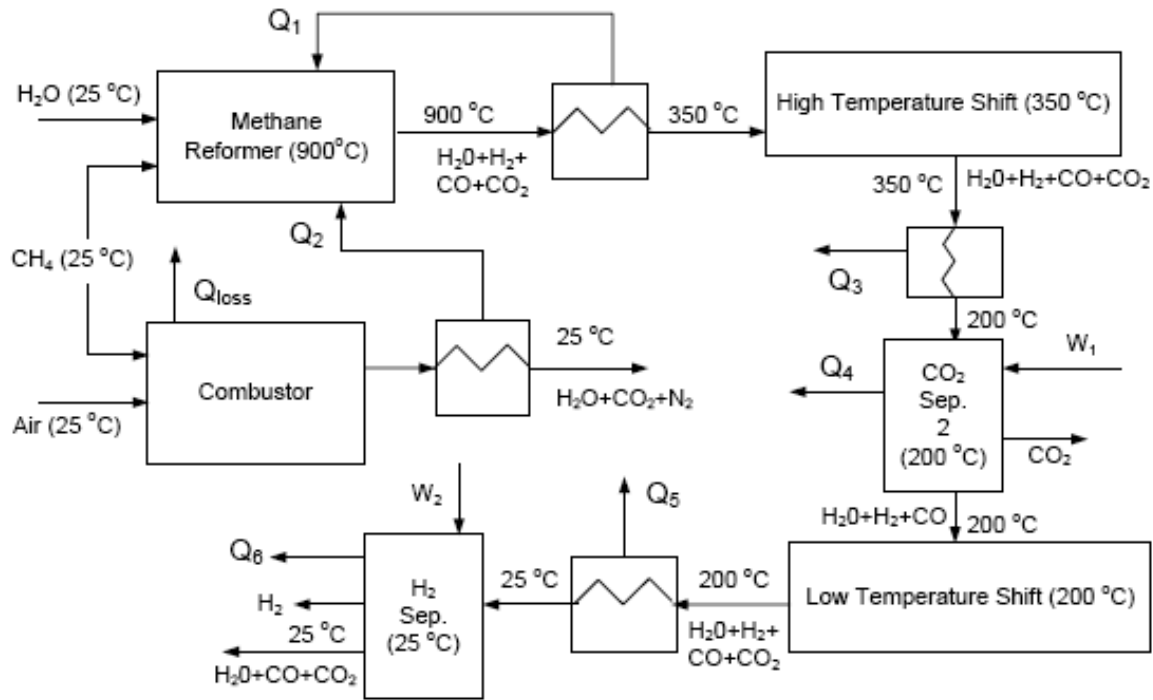 Q₁
H₂O (25 °C)
Methane
Reformer (900°C)
900 °C
H₂0+H₂+
CO+CO₂
350 °C
High Temperature Shift (350 °C)
350 °C
H₂0+H₂+CO+CO₂
CH₄ (25 °C)
Q₂
Q₃
Qloss
200 °C
W₁
Q₄
CO₂
Sep.
2
(200 °C)
CO₂
Combustor
25 °C
H₂O+CO₂+N₂
Air (25 °C)
H₂0+H₂+CO
200 °C
W₂
Q₅
Q₆
H₂
H₂
Sep.
(25 °C)
25 °C
H₂0+CO+CO₂
25 °C
200 °C
H₂0+H₂+
CO+CO₂
Low Temperature Shift (200 °C)